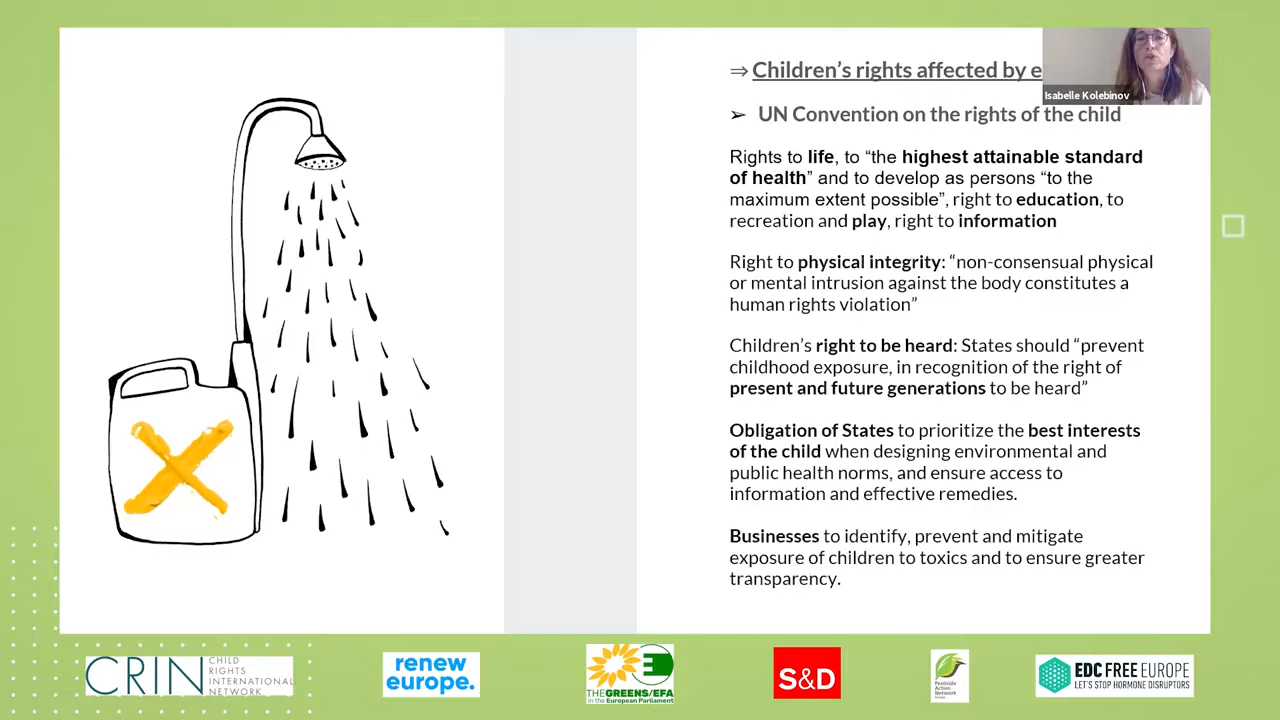 ⇒ Children’s rights affected by e
Isabelle Kolebinov
➢ UN Convention on the rights of the child
Rights to life, to “the highest attainable standard
of health” and to develop as persons “to the
maximum extent possible”, right to education, to
recreation and play, right to information
Right to physical integrity: “non-consensual physical
or mental intrusion against the body constitutes a
human rights violation”
Children’s right to be heard: States should “prevent
childhood exposure, in recognition of the right of
present and future generations to be heard”
Obligation of States to prioritize the best interests
of the child when designing environmental and
public health norms, and ensure access to
information and effective remedies.
Businesses to identify, prevent and mitigate
exposure of children to toxics and to ensure greater
transparency.
CRIN
CHILD
RIGHTS
INTERNATIONAL
NETWORK
renew
europe.
THE GREENS/EFA
in the European Parliament
S&D
Pesticide
Action
Network
Europe
EDC FREE EUROPE
LET'S STOP HORMONE DISRUPTORS